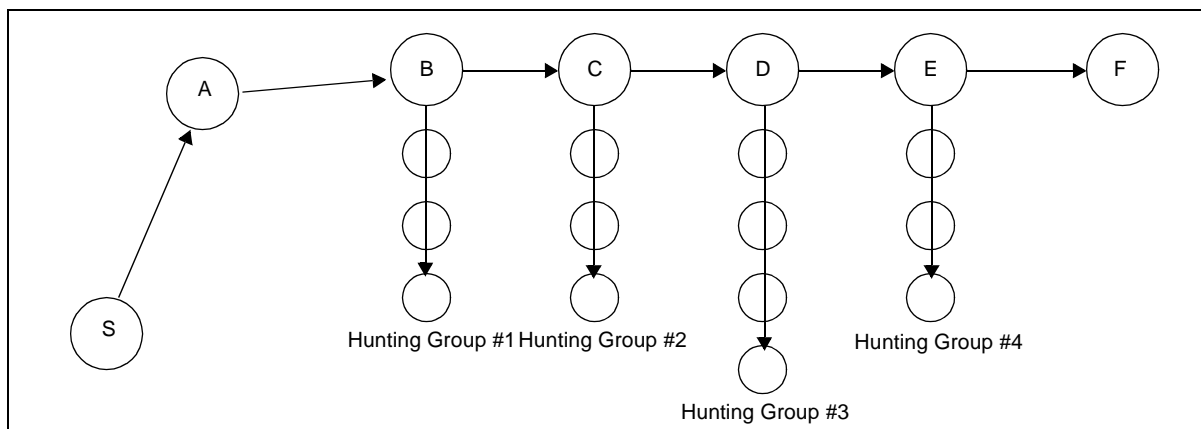 B
C
D
E
F
A
S
Hunting Group #1
Hunting Group #2
Hunting Group #4
Hunting Group #3